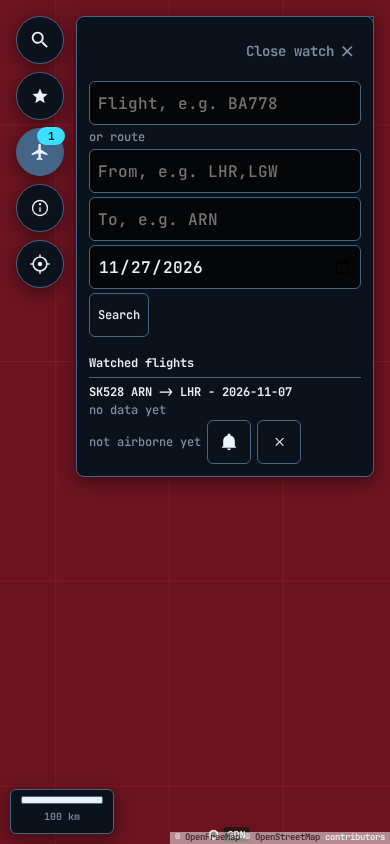 Close watch ×
1
Flight, e.g. BA778
or route
From, e.g. LHR,LGW
To, e.g. ARN
11/27/2026
Search
Watched flights
SK528 ARN → LHR - 2026-11-07
no data yet
not airborne yet
100 km
© OpenFreeMap © OpenStreetMap contributors